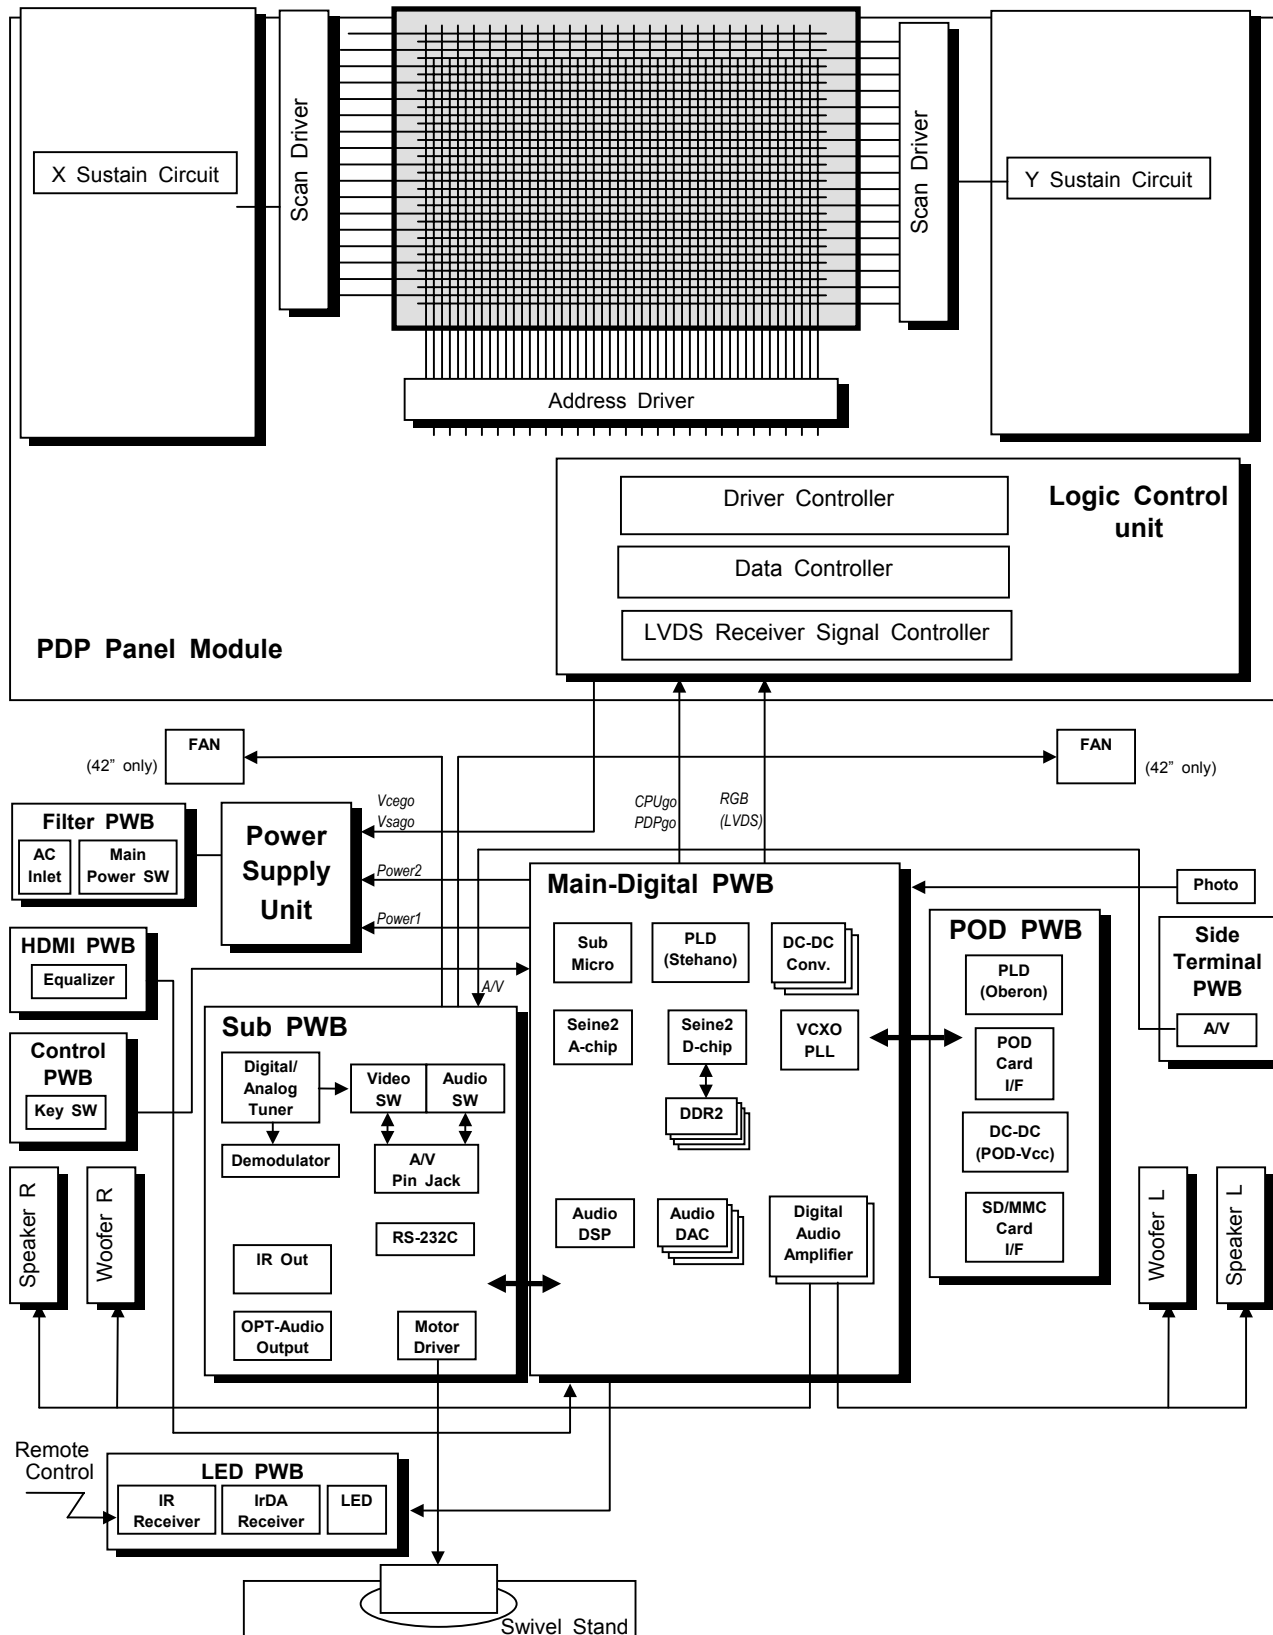 X Sustain Circuit
Scan Driver
Scan Driver
Y Sustain Circuit
Address Driver
Logic Control
unit
Driver Controller
Data Controller
LVDS Receiver Signal Controller
PDP Panel Module
FAN
(42” only)
FAN
(42” only)
Vcego
Vsago
CPUgo
PDPgo
RGB
(LVDS)
Filter PWB
AC
Inlet
Main
Power SW
Power
Supply
Unit
Power2
Power1
HDMI PWB
Equalizer
Control
PWB
Key SW
A/V
Main-Digital PWB
Sub
Micro
PLD
(Stehano)
DC-DC
Conv.
Seine2
A-chip
Seine2
D-chip
VCXO
PLL
DDR2
Audio
DSP
Audio
DAC
Digital
Audio
Amplifier
Photo
POD PWB
PLD
(Oberon)
POD
Card
I/F
DC-DC
(POD-Vcc)
SD/MMC
Card
I/F
Side
Terminal
PWB
A/V
Sub PWB
Digital/
Analog
Tuner
Video
SW
Audio
SW
Demodulator
A/V
Pin Jack
RS-232C
IR Out
OPT-Audio
Output
Motor
Driver
Speaker R
Woofer R
Woofer L
Speaker L
Remote
Control
LED PWB
IR
Receiver
IrDA
Receiver
LED
Swivel Stand